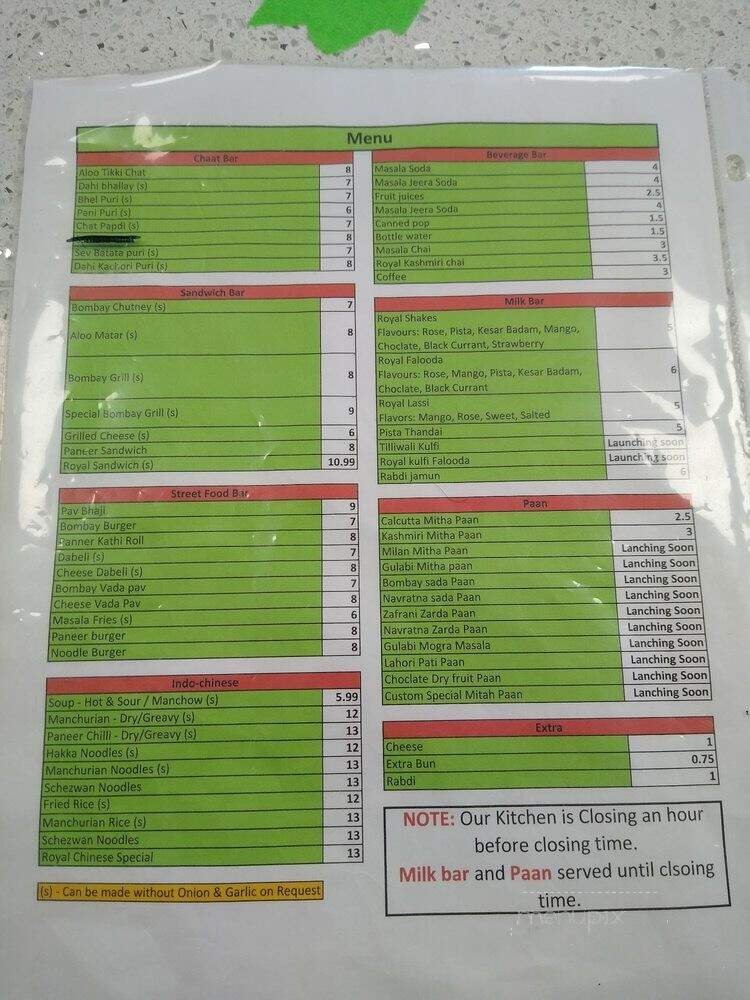 Menu
Chaat Bar
Aloo Tikki Chat 8
Dahi bhallay (s) 7
Bhel Puri (s) 7
Pani Puri (s) 6
Chat Papdi (s) 7
8
Sev Batata puri (s) 7
Dahi Kachori Puri (s) 8
Sandwich Bar
Bombay Chutney (s) 7
Aloo Matar (s) 8
Bombay Grill (s) 8
Special Bombay Grill (s) 9
Grilled Cheese (s) 6
Paneer Sandwich 8
Royal Sandwich (s) 10.99
Street Food Bar
Pav Bhaji 9
Bombay Burger 7
Panner Kathi Roll 8
Dabeli (s) 7
Cheese Dabeli (s) 8
Bombay Vada pav 7
Cheese Vada Pav 8
Masala Fries (s) 6
Paneer burger 8
Noodle Burger 8
Indo-chinese
Soup - Hot & Sour / Manchow (s) 5.99
Manchurian - Dry/Greavy (s) 12
Paneer Chilli - Dry/Greavy (s) 13
Hakka Noodles (s) 12
Manchurian Noodles (s) 13
Schezwan Noodles 13
Fried Rice (s) 12
Manchurian Rice (s) 13
Schezwan Noodles 13
Royal Chinese Special 13
(s) - Can be made without Onion & Garlic on Request
Beverage Bar
Masala Soda 4
Masala Jeera Soda 4
Fruit juices 2.5
Masala Jeera Soda 4
Canned pop 1.5
Bottle water 1.5
Masala Chai 3
Royal Kashmiri chai 3.5
Coffee 3
Milk Bar
Royal Shakes
Flavours: Rose, Pista, Kesar Badam, Mango, 5
Choclate, Black Currant, Strawberry
Royal Falooda
Flavours: Rose, Mango, Pista, Kesar Badam, 6
Choclate, Black Currant
Royal Lassi 5
Flavors: Mango, Rose, Sweet, Salted
Pista Thandai 5
Tilliwali Kulfi Launching soon
Royal kulfi Falooda Launching soon
Rabdi jamun 6
Paan
Calcutta Mitha Paan 2.5
Kashmiri Mitha Paan 3
Milan Mitha Paan Lanching Soon
Gulabi Mitha paan Lanching Soon
Bombay sada Paan Lanching Soon
Navratna sada Paan Lanching Soon
Zafrani Zarda Paan Lanching Soon
Navratna Zarda Paan Lanching Soon
Gulabi Mogra Masala Lanching Soon
Lahori Pati Paan Lanching Soon
Choclate Dry fruit Paan Lanching Soon
Custom Special Mitah Paan Lanching Soon
Extra
Cheese 1
Extra Bun 0.75
Rabdi 1
NOTE: Our Kitchen is Closing an hour
before closing time.
Milk bar and Paan served until clsoing
time.
menupix